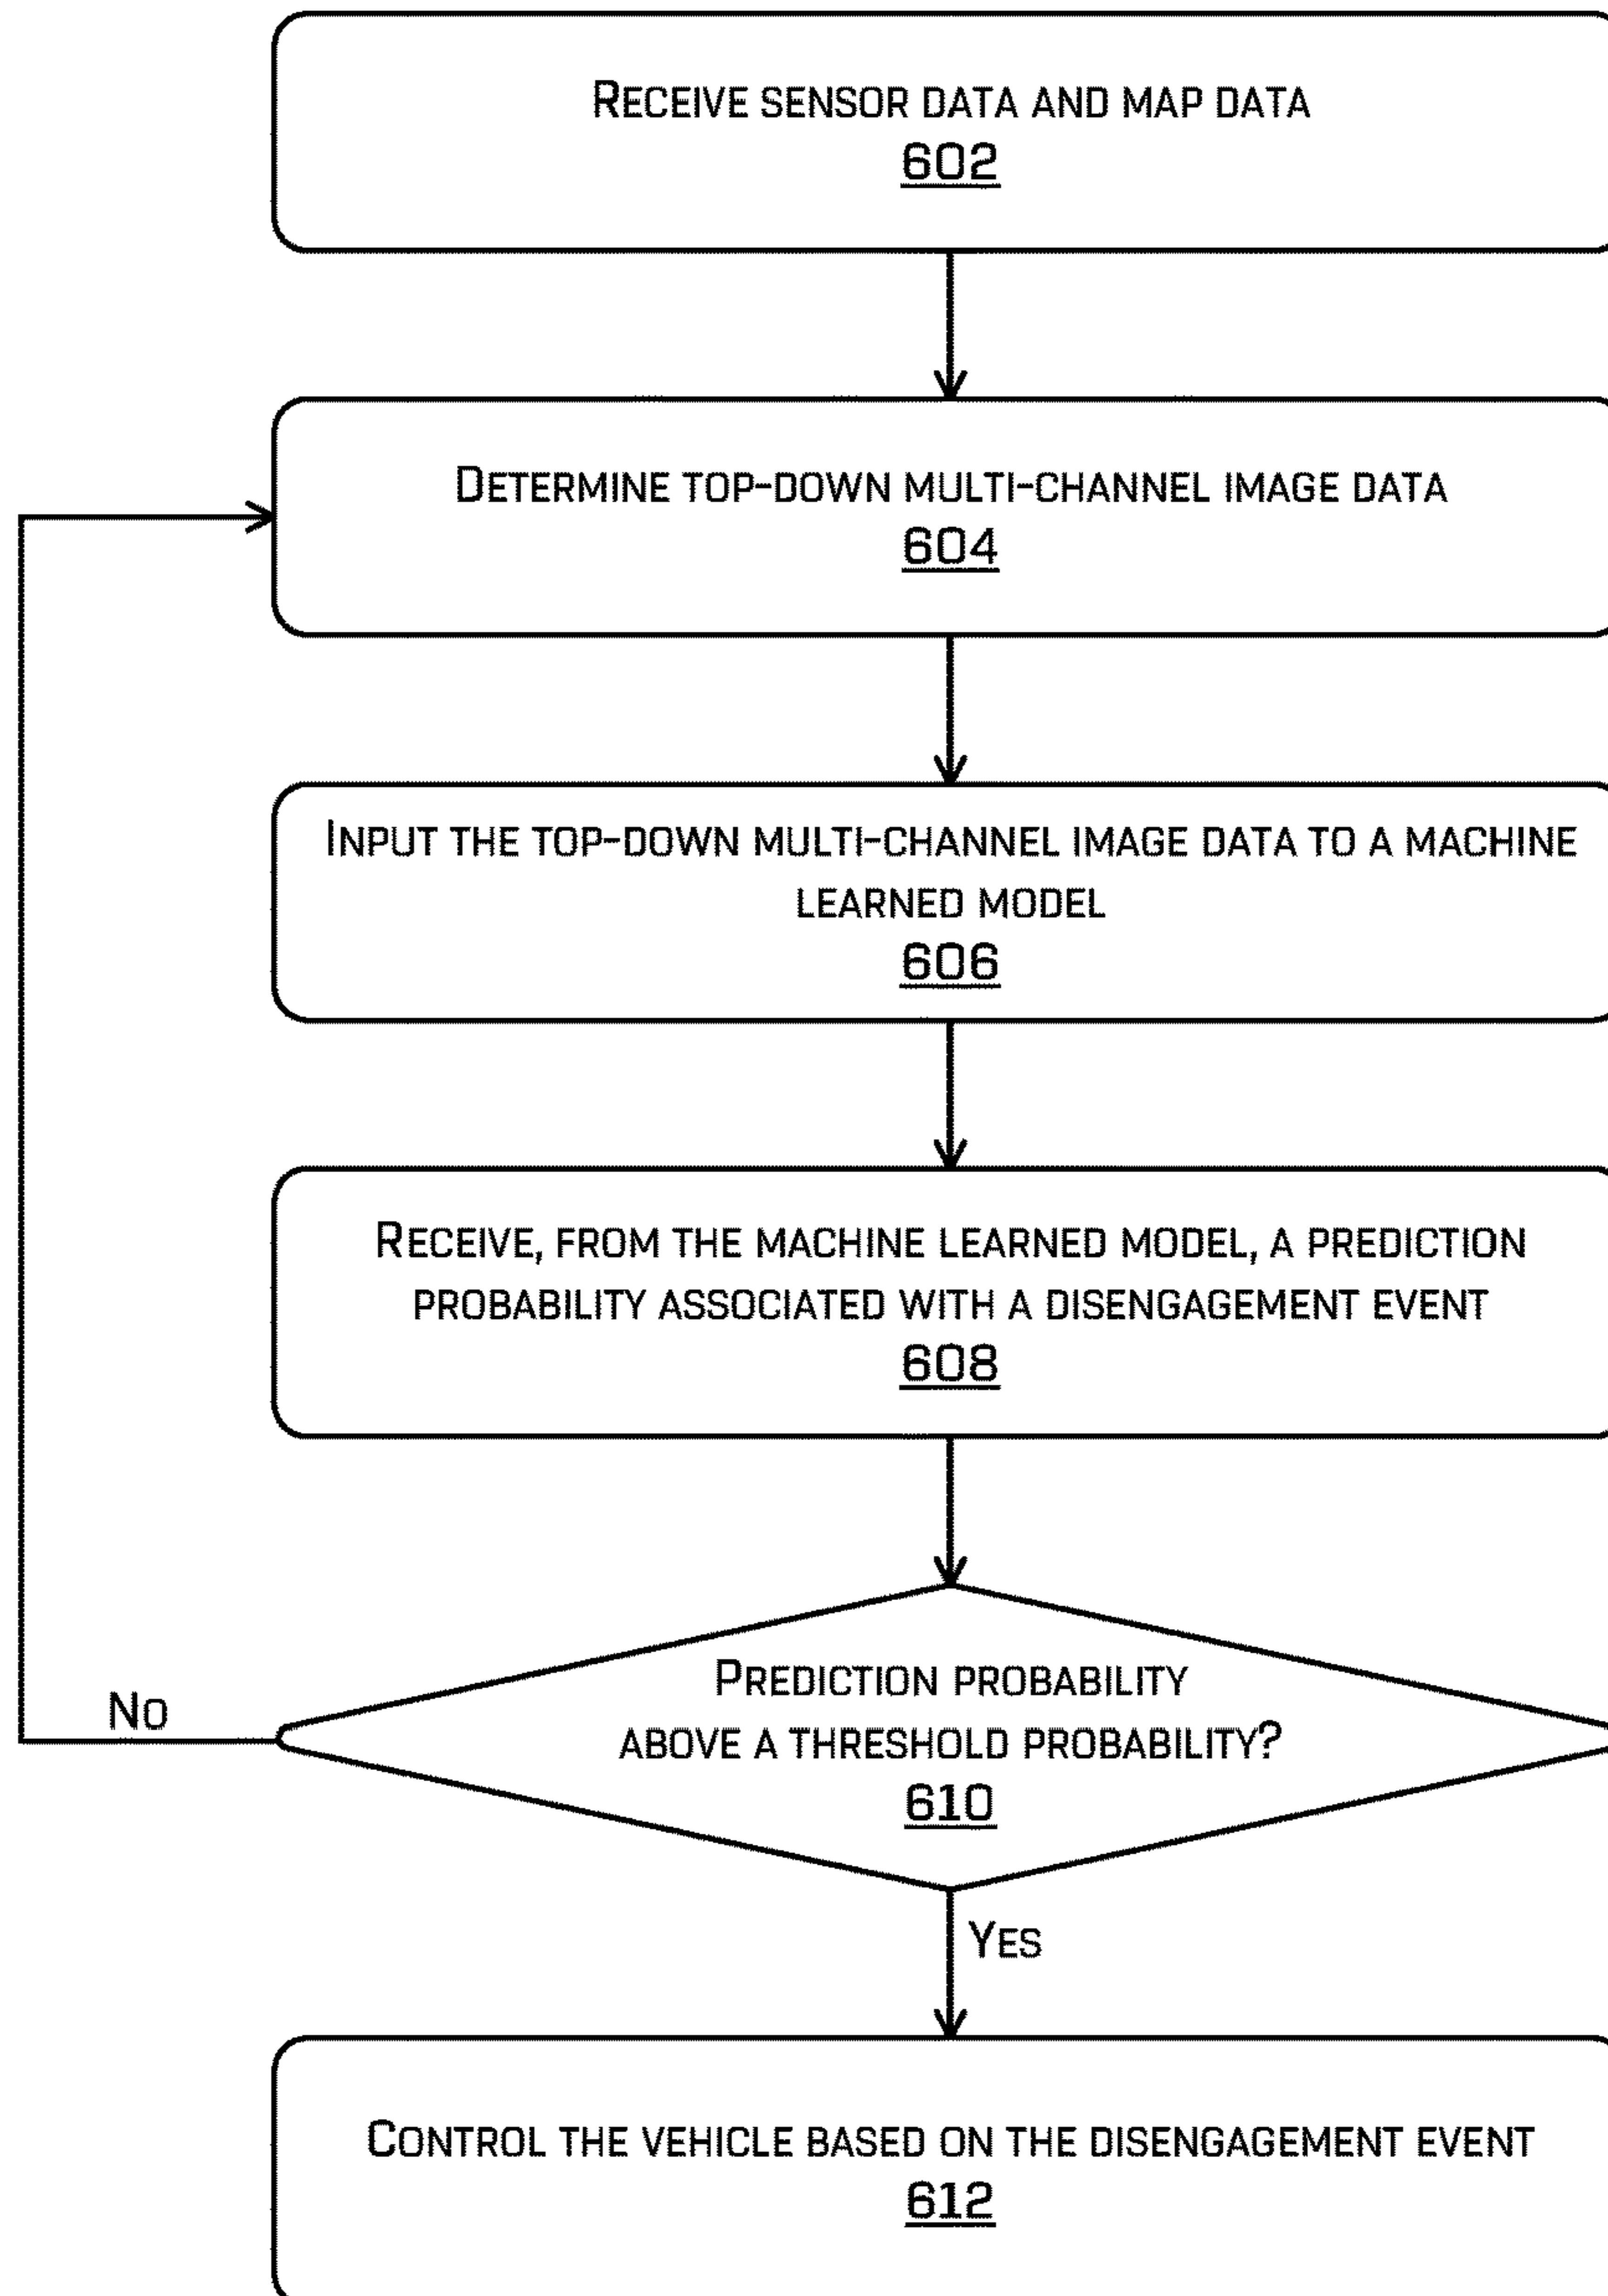 RECEIVE SENSOR DATA AND MAP DATA
602
DETERMINE TOP-DOWN MULTI-CHANNEL IMAGE DATA
604
INPUT THE TOP-DOWN MULTI-CHANNEL IMAGE DATA TO A MACHINE
LEARNED MODEL
606
RECEIVE, FROM THE MACHINE LEARNED MODEL, A PREDICTION
PROBABILITY ASSOCIATED WITH A DISENGAGEMENT EVENT
608
NO
PREDICTION PROBABILITY
ABOVE A THRESHOLD PROBABILITY?
610
YES
CONTROL THE VEHICLE BASED ON THE DISENGAGEMENT EVENT
612